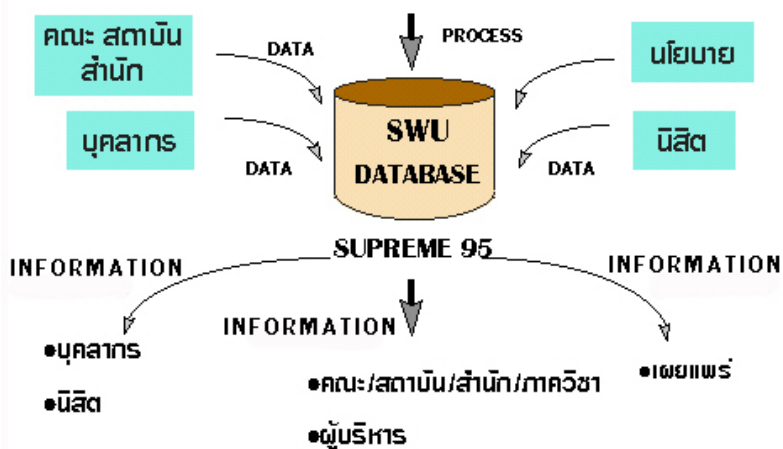 คณะ สถาบัน
สำนัก
DATA
PROCESS
นโยบาย
บุคลากร
DATA
SWU
DATABASE
DATA
นิสิต
SUPREME 95
INFORMATION
INFORMATION
INFORMATION
•บุคลากร
•นิสิต
•คณะ/สถาบัน/สำนัก/ภาควิชา
•ผู้บริหาร
•เผยแพร่